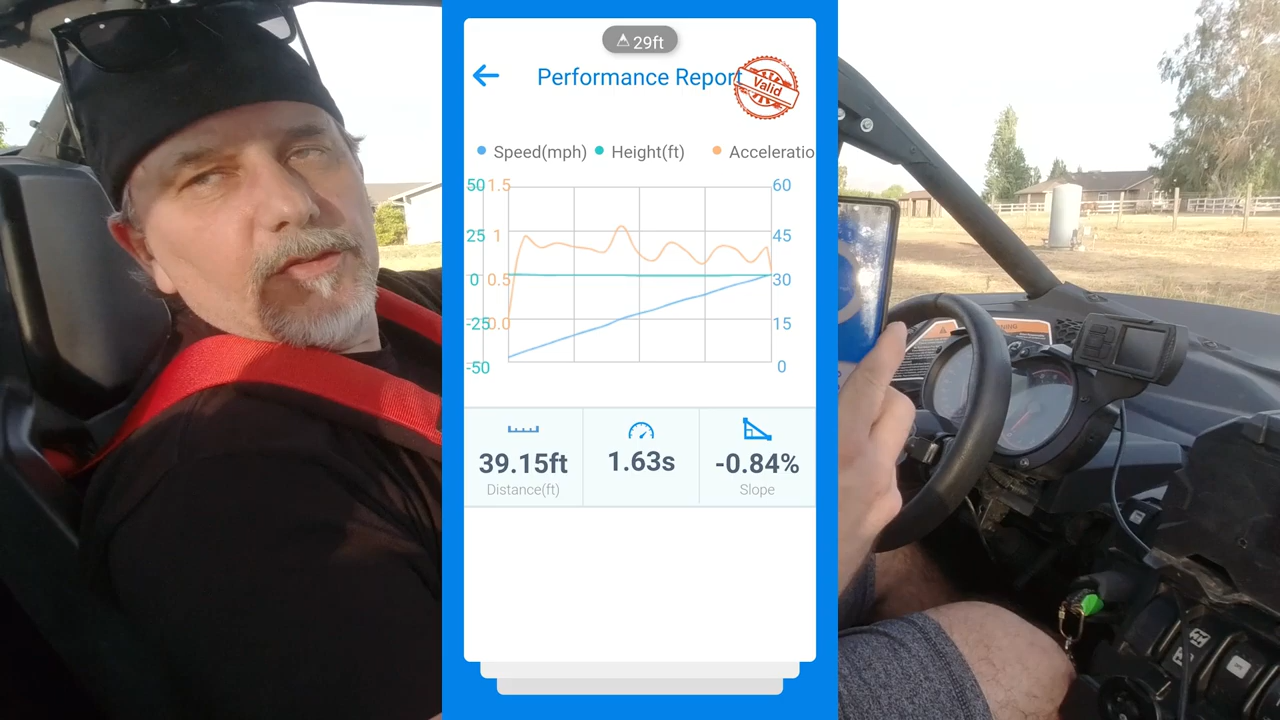 29ft
Performance Report
Valid
Speed(mph) Height(ft) Acceleratio
50 1.5 60
25 1 45
0 0.5 30
-25 0.0 15
-50 0
39.15ft 1.63s -0.84%
Distance(ft) Slope